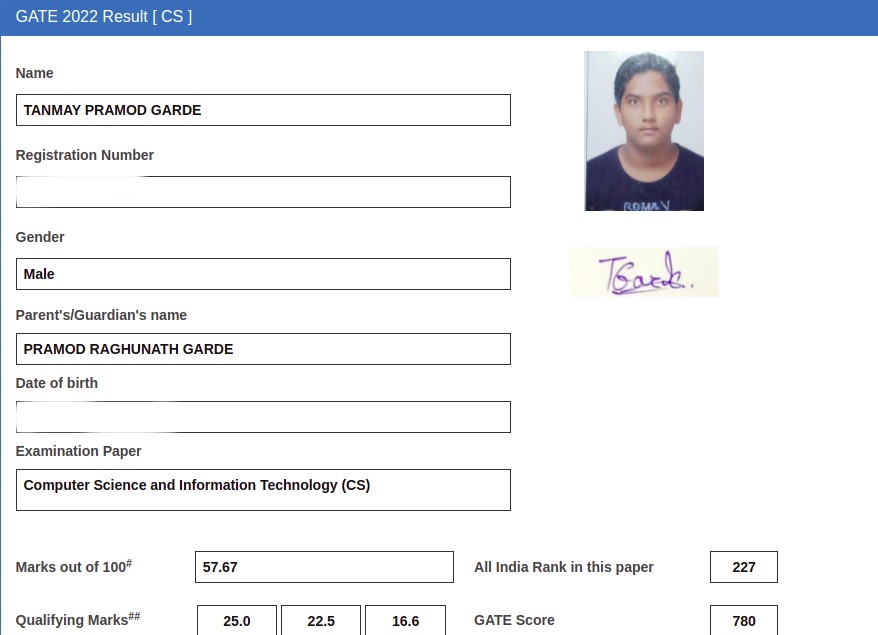 GATE 2022 Result [ CS ]
Name
TANMAY PRAMOD GARDE
Registration Number
Gender
Male
TGarde.
Parent's/Guardian's name
PRAMOD RAGHUNATH GARDE
Date of birth
Examination Paper
Computer Science and Information Technology (CS)
Marks out of 100# 57.67 All India Rank in this paper 227
Qualifying Marks## 25.0 22.5 16.6 GATE Score 780